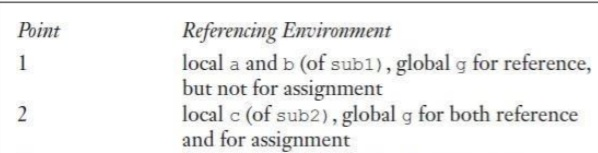 Point Referencing Environment
1 local a and b (of sub1), global g for reference,
but not for assignment
2 local c (of sub2), global g for both reference
and for assignment